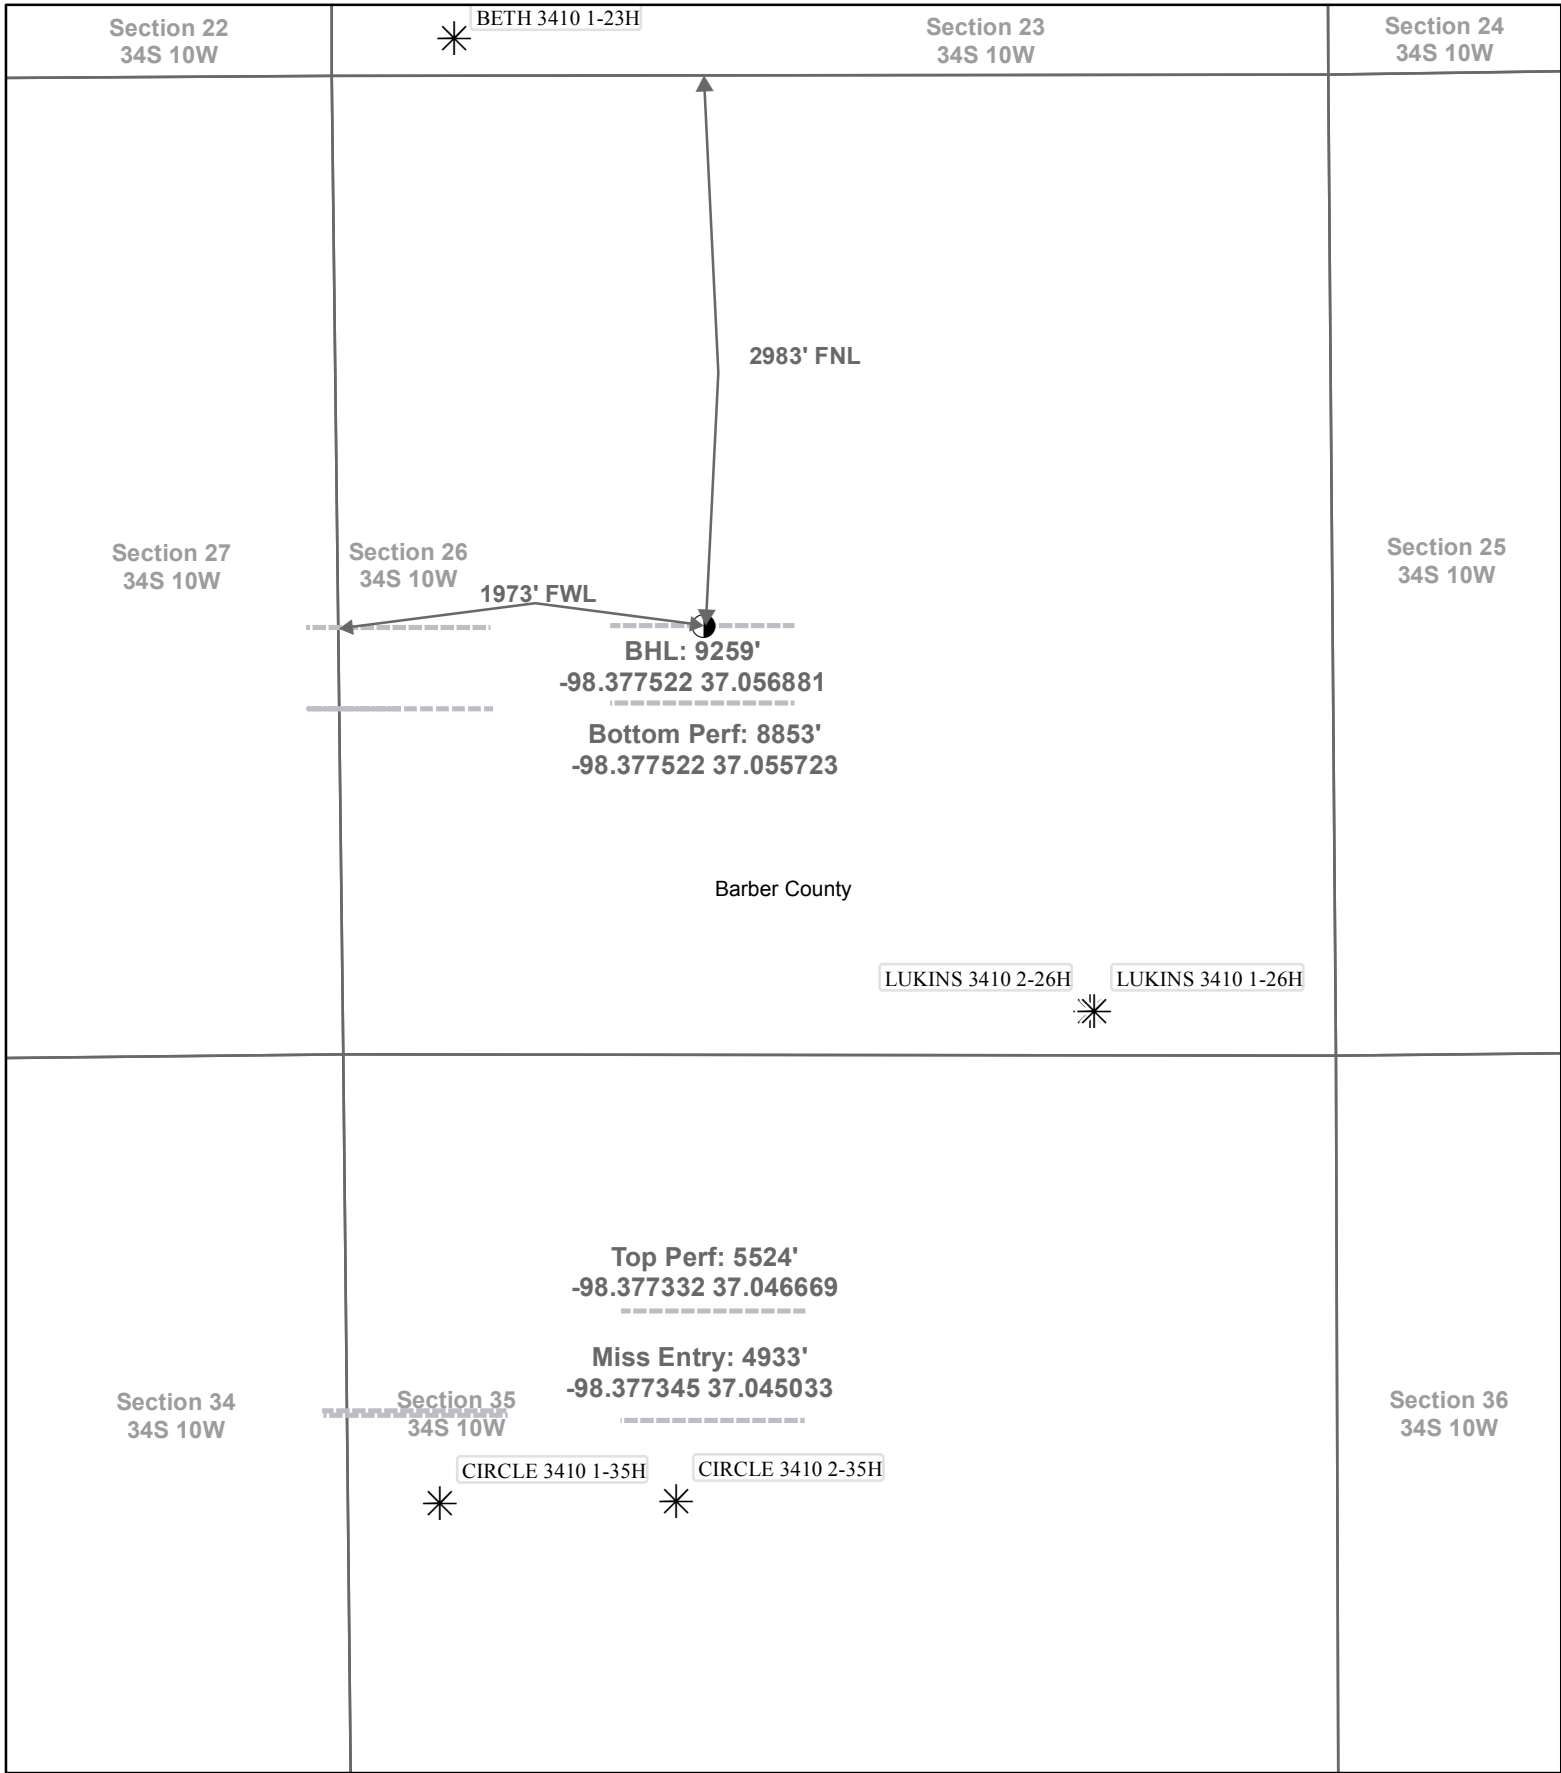 Section 22
34S 10W
BETH 3410 1-23H
Section 23
34S 10W
Section 24
34S 10W
2983' FNL
Section 27
34S 10W
Section 26
34S 10W
1973' FWL
Section 25
34S 10W
BHL: 9259'
-98.377522 37.056881
Bottom Perf: 8853'
-98.377522 37.055723
Barber County
LUKINS 3410 2-26H
LUKINS 3410 1-26H
Top Perf: 5524'
-98.377332 37.046669
Miss Entry: 4933'
-98.377345 37.045033
Section 34
34S 10W
Section 35
34S 10W
Section 36
34S 10W
CIRCLE 3410 1-35H
CIRCLE 3410 2-35H